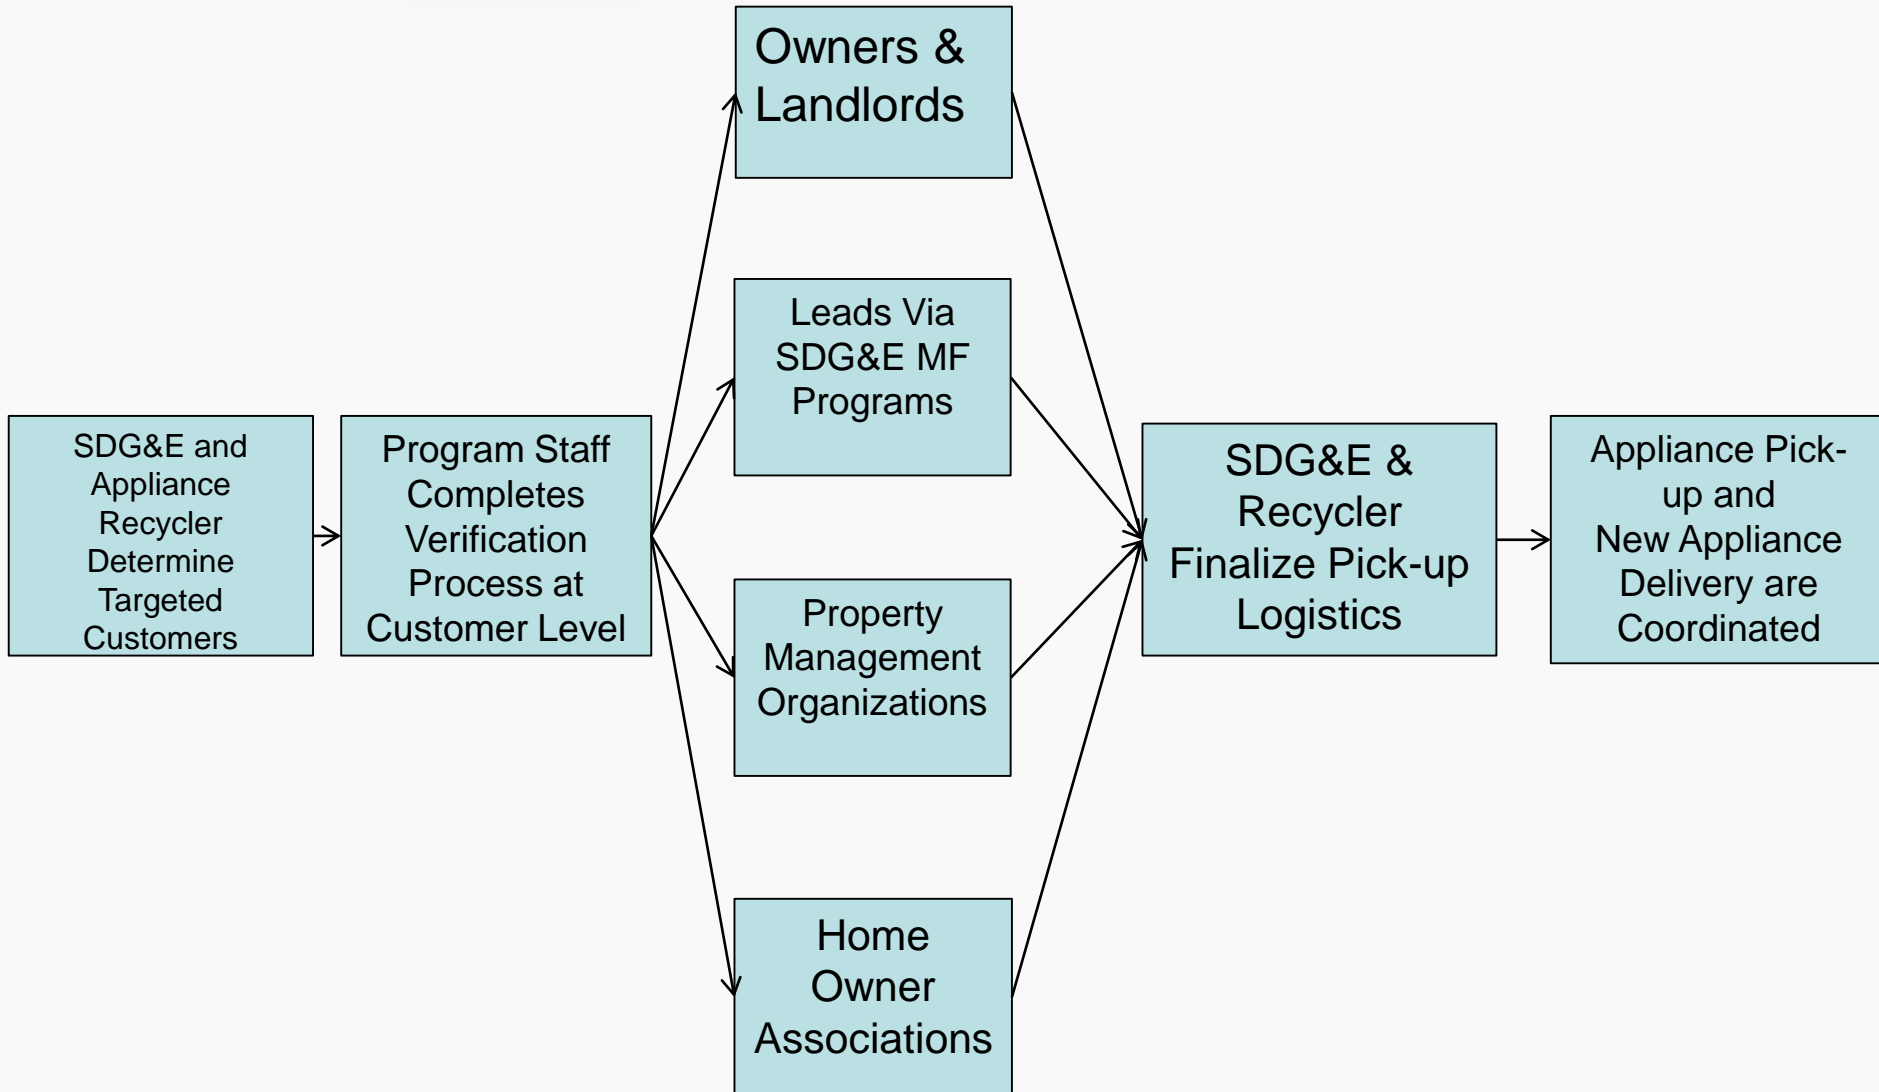 Owners &
Landlords
Leads Via
SDG&E MF
Programs
SDG&E and
Appliance
Recycler
Determine
Targeted
Customers
Program Staff
Completes
Verification
Process at
Customer Level
Property
Management
Organizations
Home
Owner
Associations
SDG&E &
Recycler
Finalize Pick-up
Logistics
Appliance Pick-
up and
New Appliance
Delivery are
Coordinated